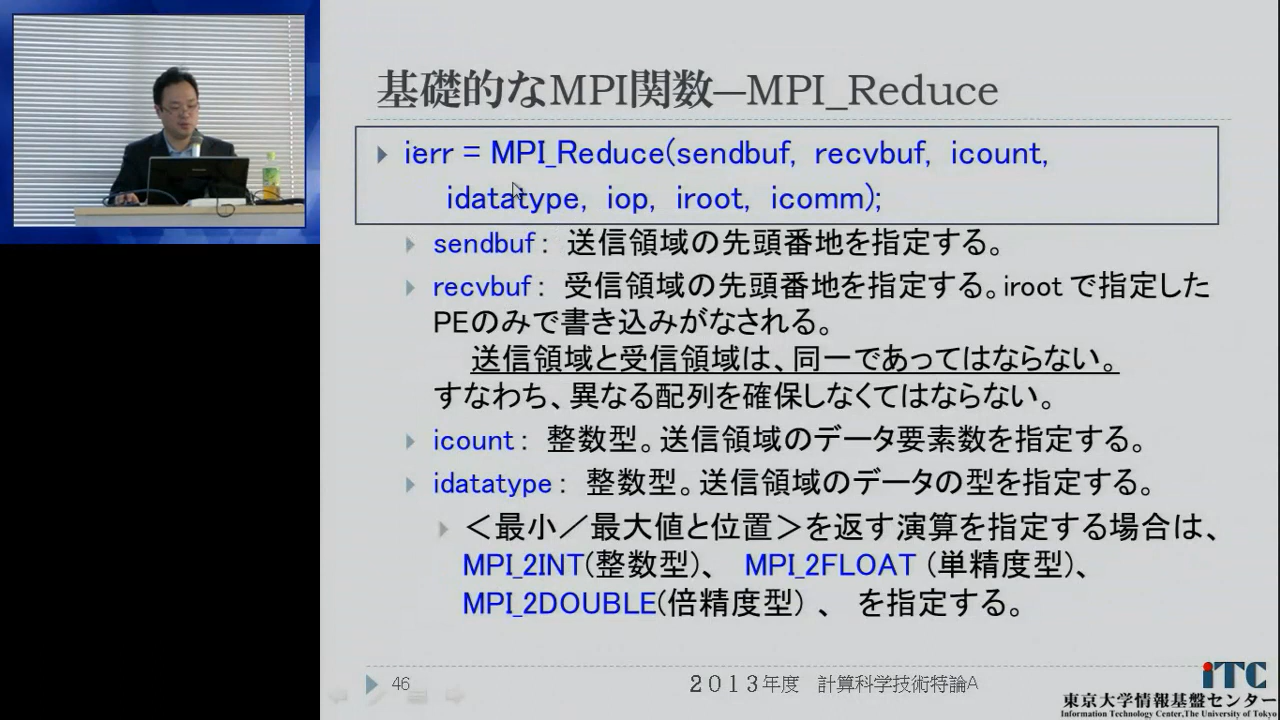 基礎的なMPI関数—MPI_Reduce
ierr = MPI_Reduce(sendbuf, recvbuf, icount,
idatatype, iop, iroot, icomm);
sendbuf : 送信領域の先頭番地を指定する。
recvbuf : 受信領域の先頭番地を指定する。iroot で指定した
PEのみで書き込みがなされる。
送信領域と受信領域は、同一であってはならない。
すなわち、異なる配列を確保しなくてはならない。
icount : 整数型。送信領域のデータ要素数を指定する。
idatatype : 整数型。送信領域のデータの型を指定する。
＜最小／最大値と位置＞を返す演算を指定する場合は、
MPI_2INT(整数型)、 MPI_2FLOAT (単精度型)、
MPI_2DOUBLE(倍精度型) 、 を指定する。
46
２０１３年度 計算科学技術特論A
iTC
東京大学情報基盤センター
Information Technology Center,The University of Tokyo